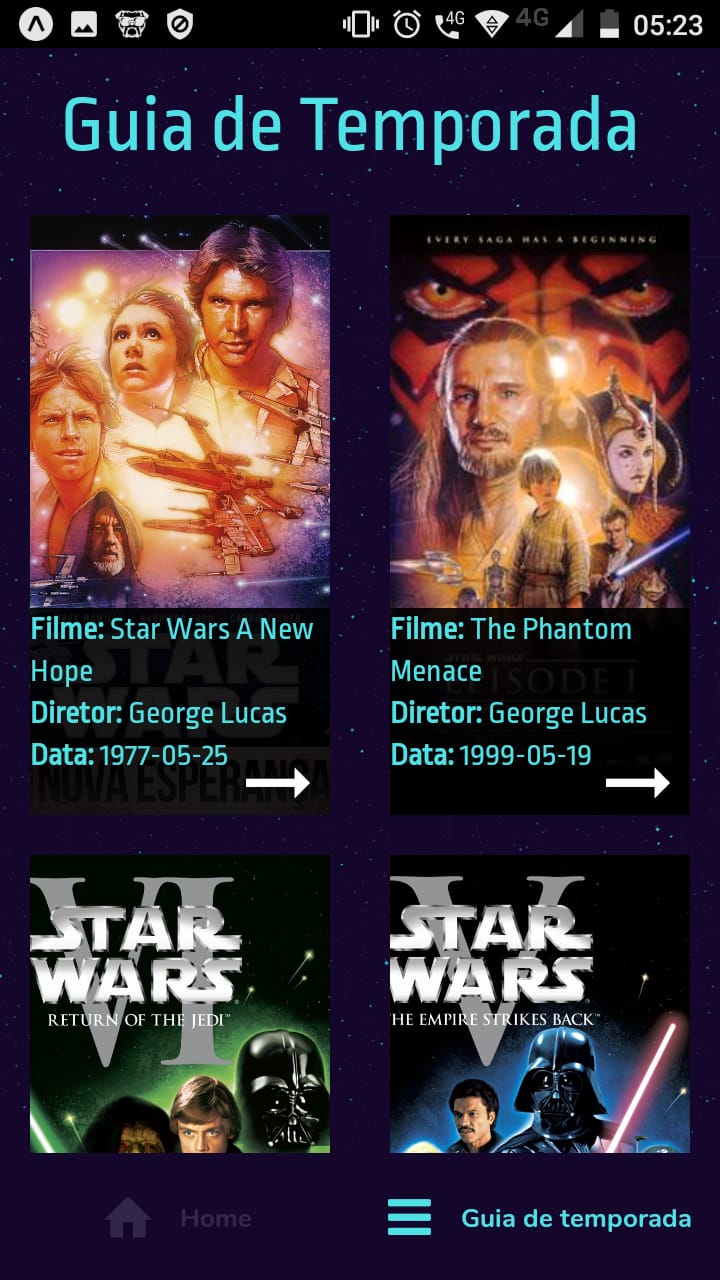 4G 4G 05:23
Guia de Temporada
EVERY SAGA HAS A BEGINNING
Filme: Star Wars A New
Hope
Diretor: George Lucas
Data: 1977-05-25
STAR
WARS
NOVA ESPERANÇA
Filme: The Phantom
Menace
Diretor: George Lucas
Data: 1999-05-19
STAR WARS
EPISODE I
VI
STAR
WARS
RETURN OF THE JEDI™
V
STAR
WARS
HE EMPIRE STRIKES BACK™
Home
Guia de temporada